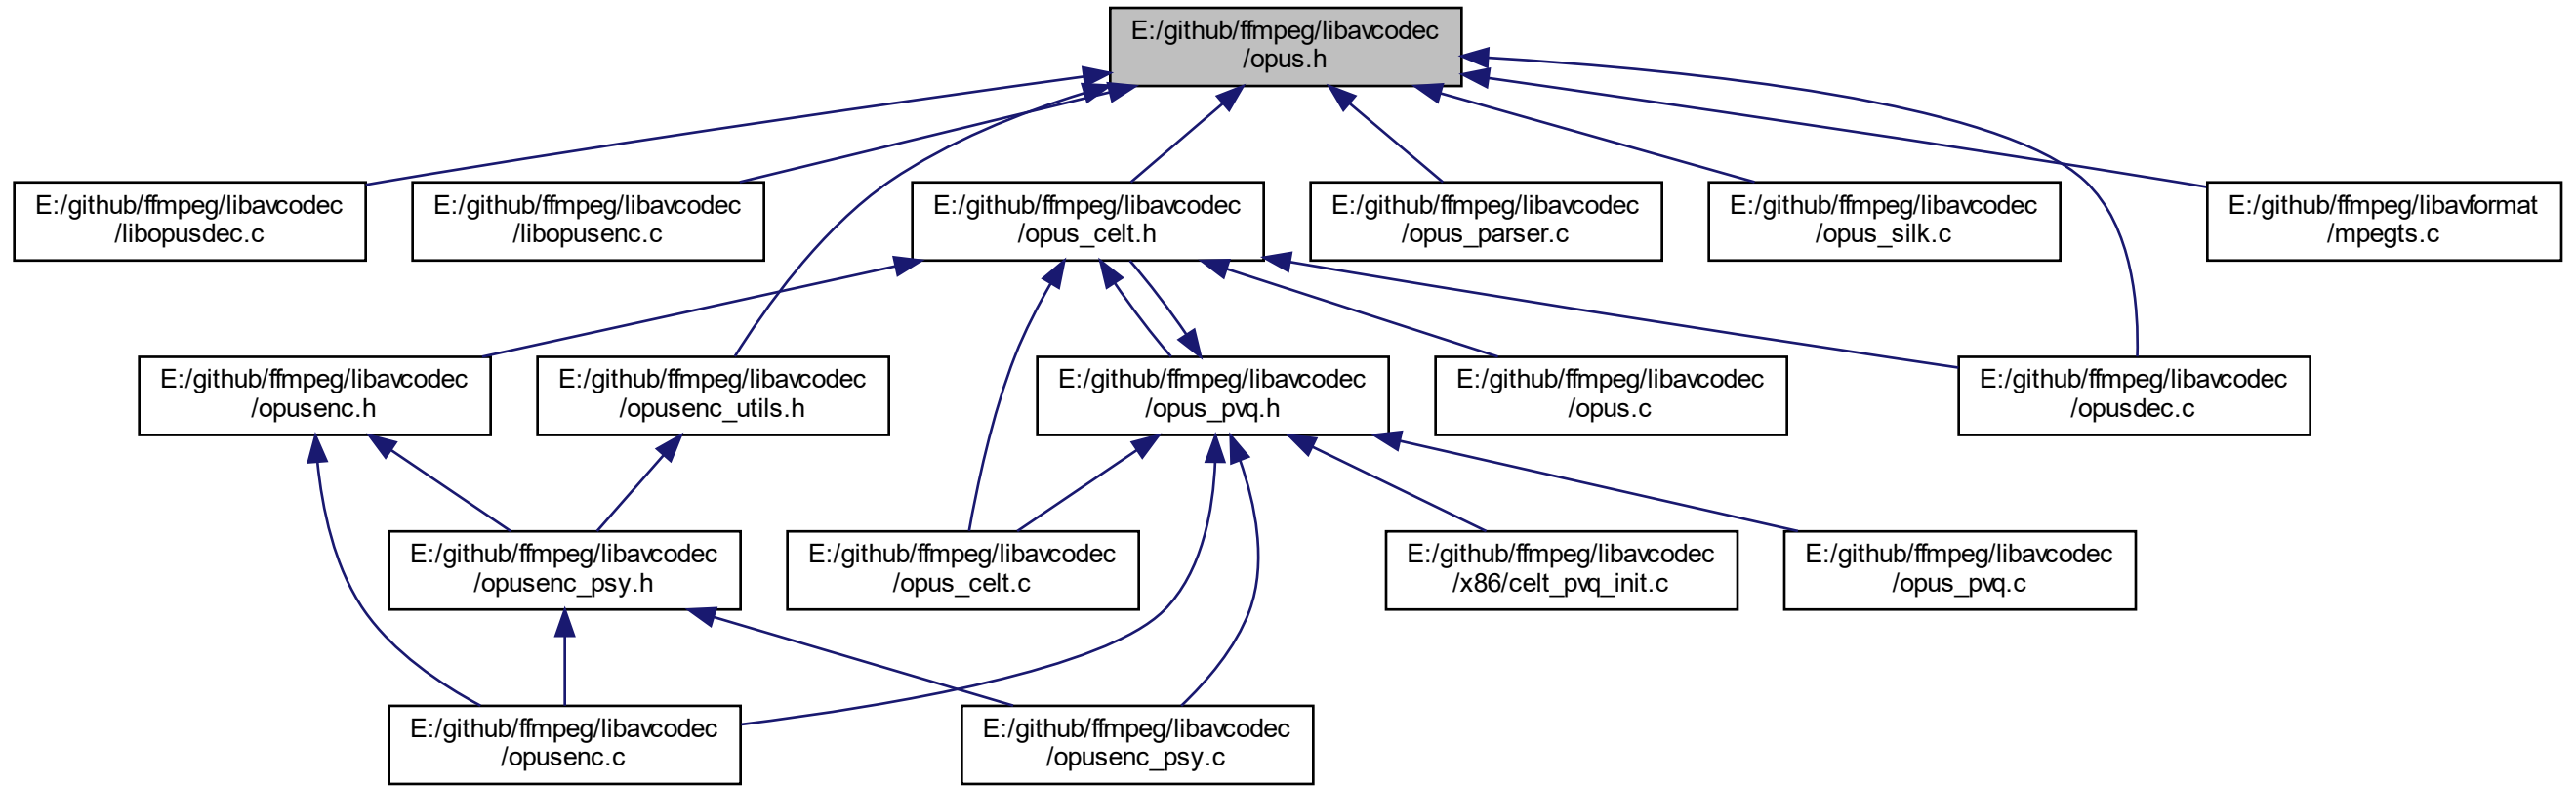 E:/github/ffmpeg/libavcodec
/opus.h
E:/github/ffmpeg/libavcodec
/libopusdec.c
E:/github/ffmpeg/libavcodec
/libopusenc.c
E:/github/ffmpeg/libavcodec
/opus_celt.h
E:/github/ffmpeg/libavcodec
/opus_parser.c
E:/github/ffmpeg/libavcodec
/opus_silk.c
E:/github/ffmpeg/libavformat
/mpegts.c
E:/github/ffmpeg/libavcodec
/opusenc.h
E:/github/ffmpeg/libavcodec
/opusenc_utils.h
E:/github/ffmpeg/libavcodec
/opus_pvq.h
E:/github/ffmpeg/libavcodec
/opus.c
E:/github/ffmpeg/libavcodec
/opusdec.c
E:/github/ffmpeg/libavcodec
/opusenc_psy.h
E:/github/ffmpeg/libavcodec
/opus_celt.c
E:/github/ffmpeg/libavcodec
/x86/celt_pvq_init.c
E:/github/ffmpeg/libavcodec
/opus_pvq.c
E:/github/ffmpeg/libavcodec
/opusenc.c
E:/github/ffmpeg/libavcodec
/opusenc_psy.c